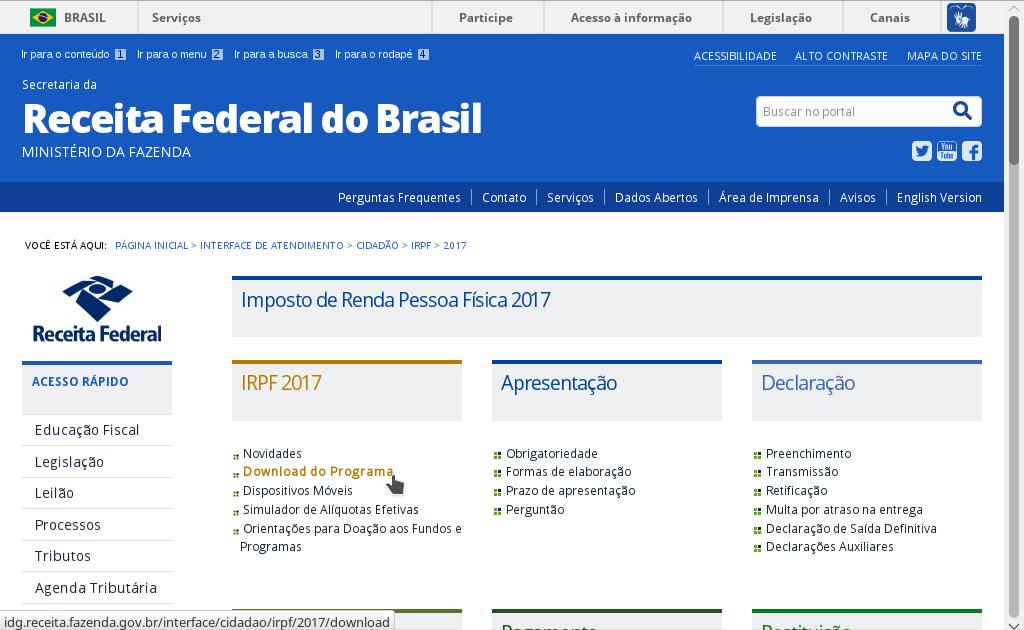 BRASIL Serviços Participe Acesso à informação Legislação Canais
Ir para o conteúdo 1 Ir para o menu 2 Ir para a busca 3 Ir para o rodapé 4
ACESSIBILIDADE ALTO CONTRASTE MAPA DO SITE
Secretaria da
Receita Federal do Brasil
MINISTÉRIO DA FAZENDA
Buscar no portal
You Tube
Perguntas Frequentes Contato Serviços Dados Abertos Área de Imprensa Avisos English Version
VOCÊ ESTÁ AQUI: PÁGINA INICIAL > INTERFACE DE ATENDIMENTO > CIDADÃO > IRPF > 2017
Receita Federal
ACESSO RÁPIDO
Educação Fiscal
Legislação
Leilão
Processos
Tributos
Agenda Tributária
Imposto de Renda Pessoa Física 2017
IRPF 2017
Novidades
Download do Programa
Dispositivos Móveis
Simulador de Alíquotas Efetivas
Orientações para Doação aos Fundos e
Programas
Apresentação
Obrigatoriedade
Formas de elaboração
Prazo de apresentação
Perguntão
Declaração
Preenchimento
Transmissão
Retificação
Multa por atraso na entrega
Declaração de Saída Definitiva
Declarações Auxiliares
Pagamento
Restituição
idg.receita.fazenda.gov.br/interface/cidadao/irpf/2017/download